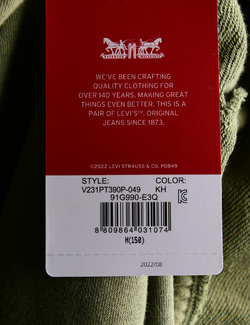 WE'VE BEEN CRAFTING
QUALITY CLOTHING FOR
OVER 140 YEARS, MAKING GREAT
THINGS EVEN BETTER. THIS IS A
PAIR OF LEVI'S™, ORIGINAL
JEANS SINCE 1873.
©2022 LEVI STRAUSS & CO. P0849
STYLE: COLOR:
V231PT390P-049 KH
91G990-E3Q
8 809864 031074
M(150)
2022/08